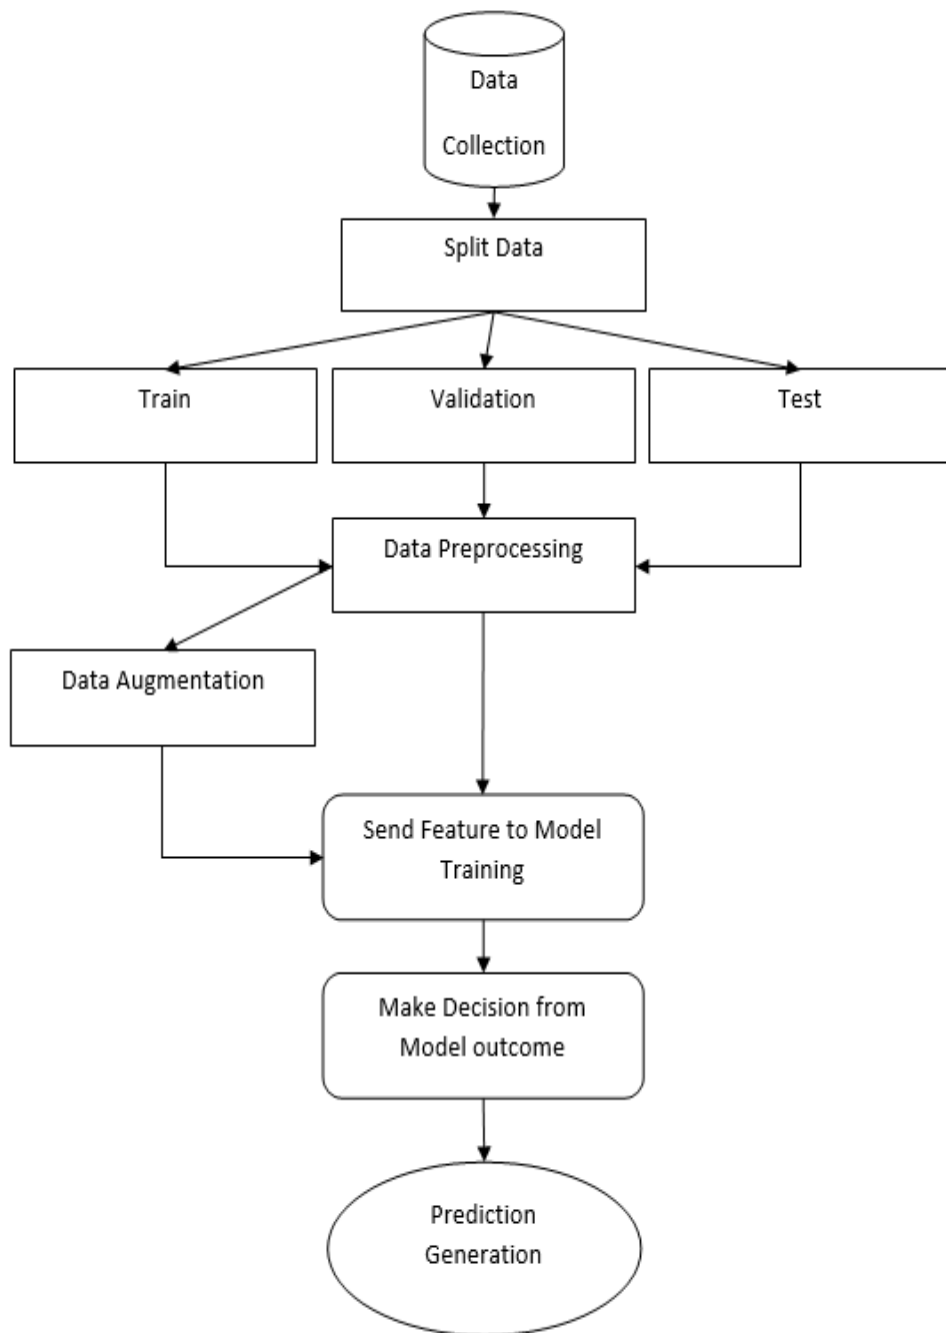 Data
Collection
Split Data
Train
Validation
Test
Data Preprocessing
Data Augmentation
Send Feature to Model
Training
Make Decision from
Model outcome
Prediction
Generation